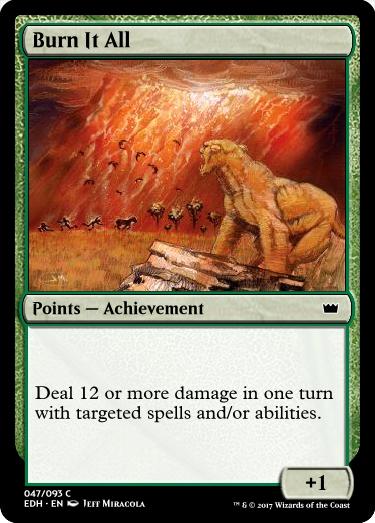 Burn It All
Points — Achievement
Deal 12 or more damage in one turn
with targeted spells and/or abilities.
+1
047/093 C
EDH • EN Jeff Miracola
™ & © 2017 Wizards of the Coast